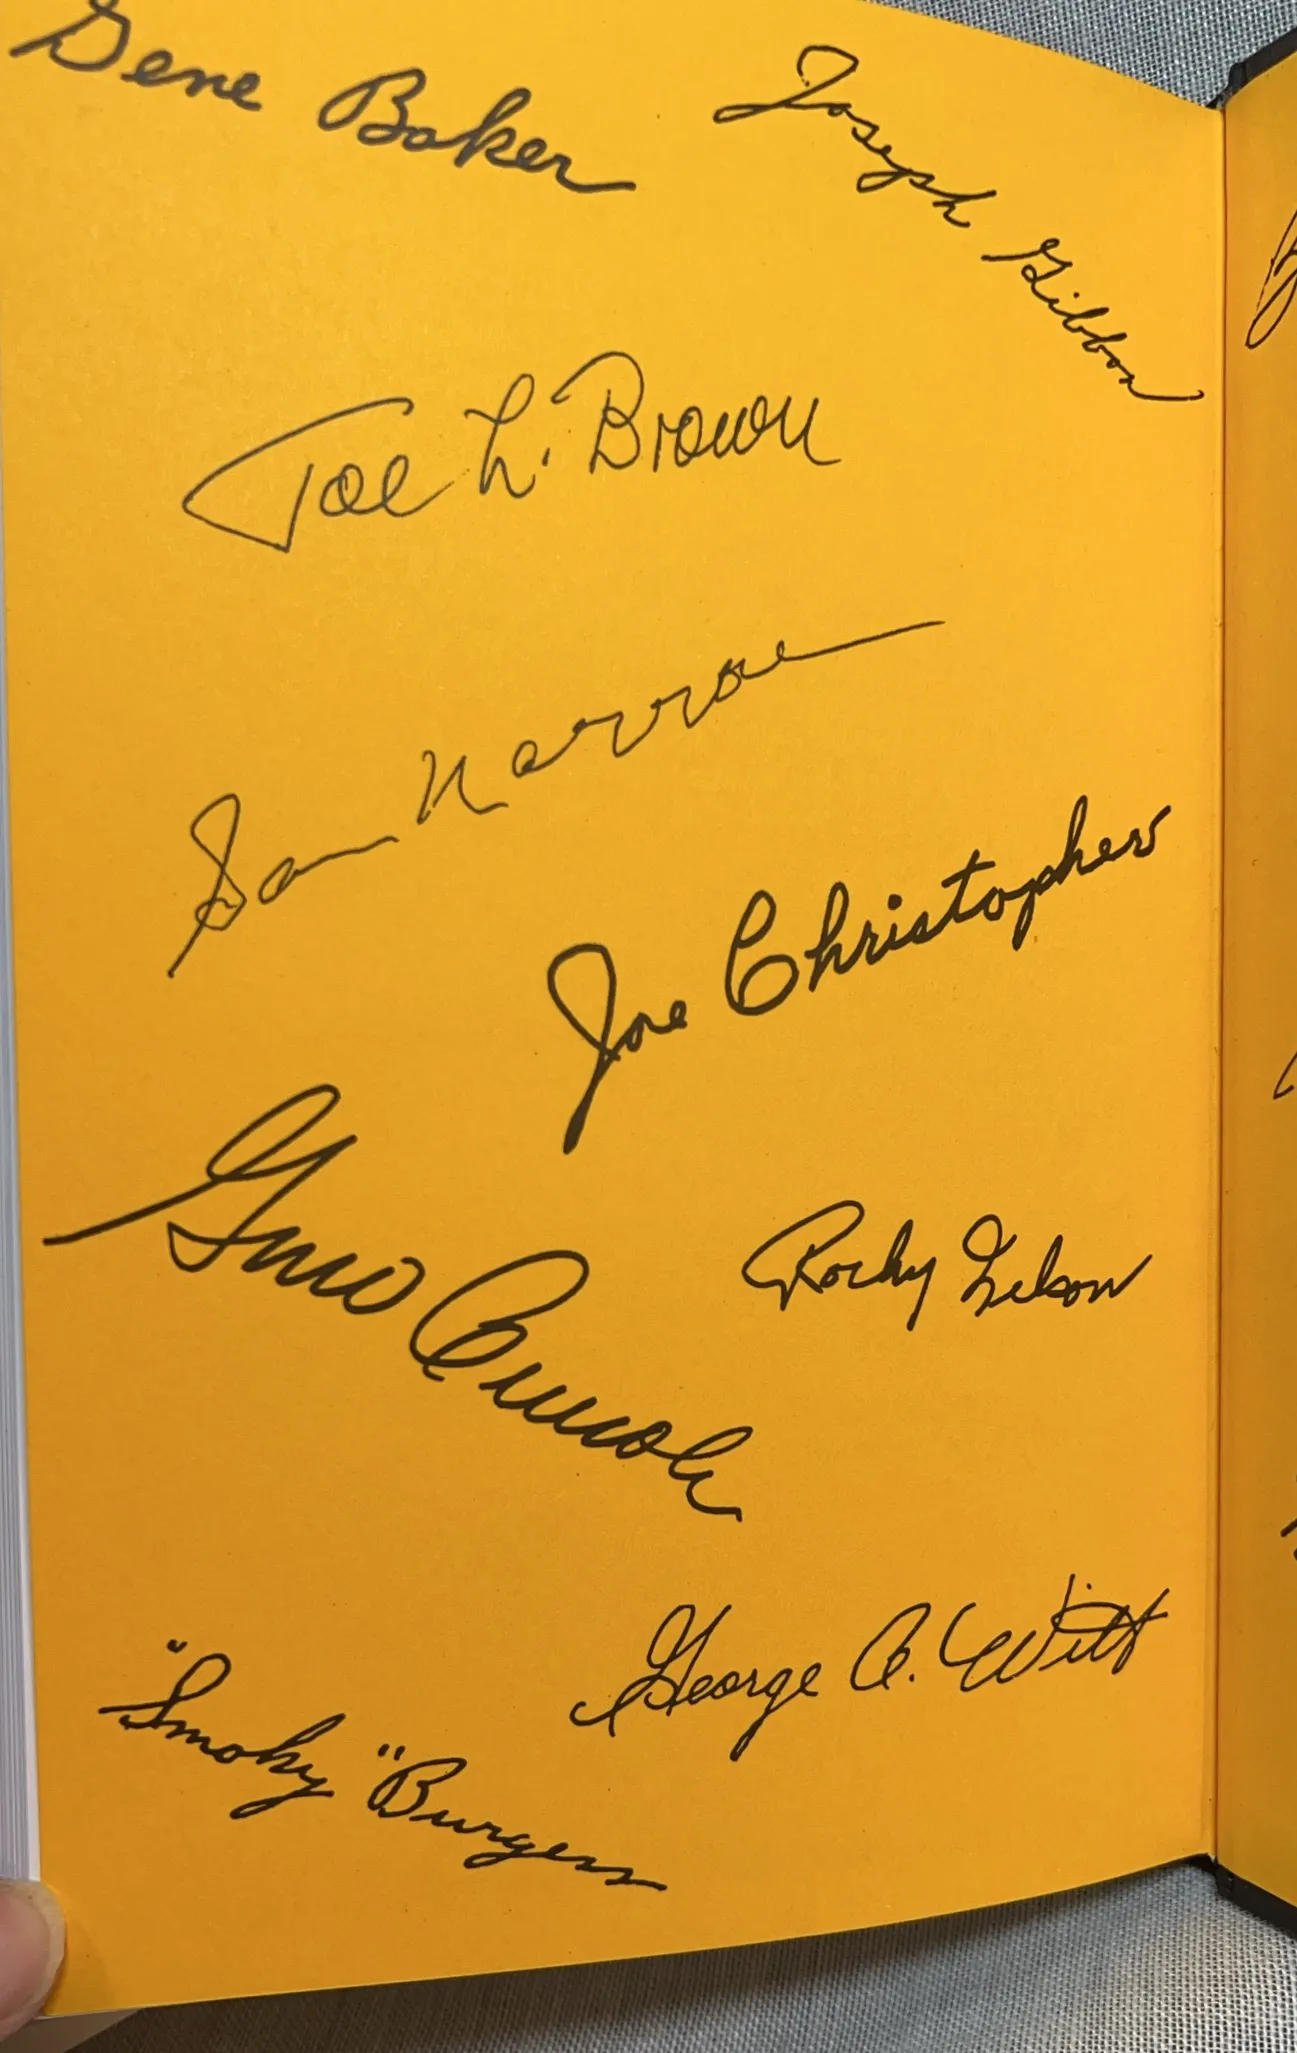 Gene Baker
Joseph Gibbon
Joe L. Brown
Sam Narron
Joe Christopher
Gino Cimoli
Rocky Nelson
George A. Witt
"Smoky" Burgess